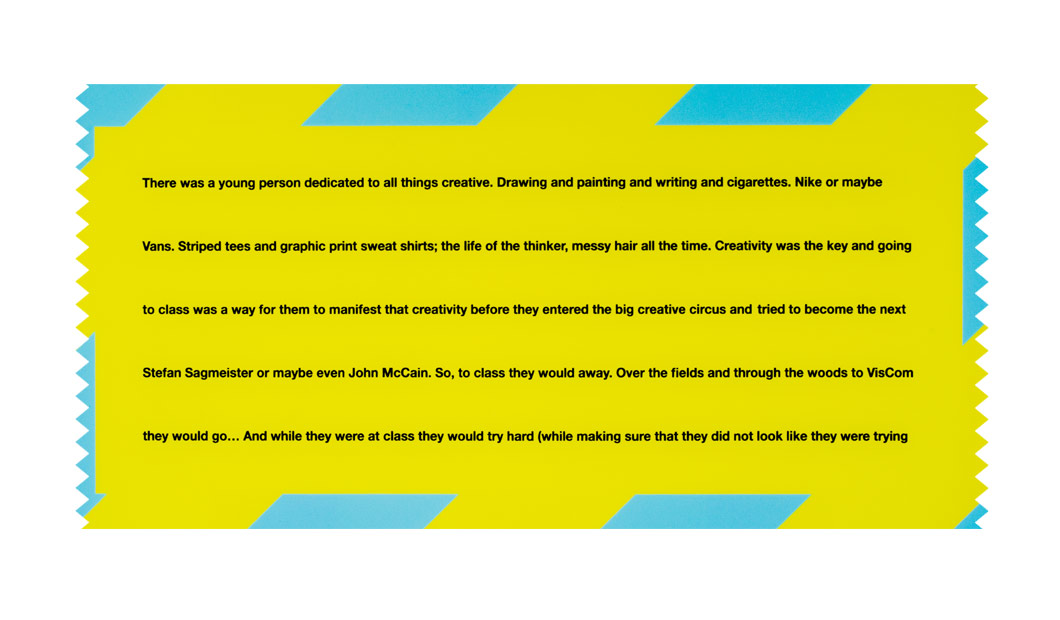 There was a young person dedicated to all things creative. Drawing and painting and writing and cigarettes. Nike or maybe
Vans. Striped tees and graphic print sweat shirts; the life of the thinker, messy hair all the time. Creativity was the key and going
to class was a way for them to manifest that creativity before they entered the big creative circus and tried to become the next
Stefan Sagmeister or maybe even John McCain. So, to class they would away. Over the fields and through the woods to VisCom
they would go… And while they were at class they would try hard (while making sure that they did not look like they were trying